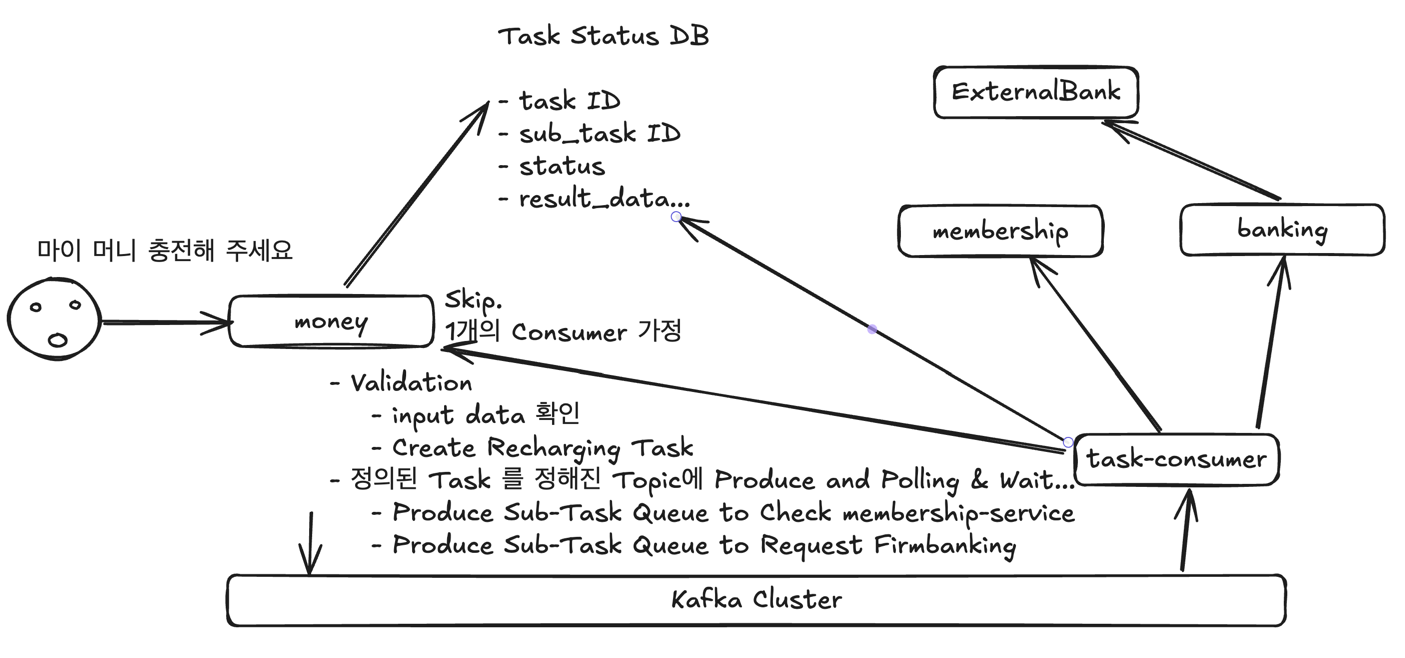 Task Status DB
- task ID
- sub_task ID
- status
- result_data...
ExternalBank
membership
banking
마이 머니 충전해 주세요
money
Skip.
1개의 Consumer 가정
- Validation
- input data 확인
- Create Recharging Task
- 정의된 Task 를 정해진 Topic에 Produce and Polling & Wait...
- Produce Sub-Task Queue to Check membership-service
- Produce Sub-Task Queue to Request Firmbanking
task-consumer
Kafka Cluster